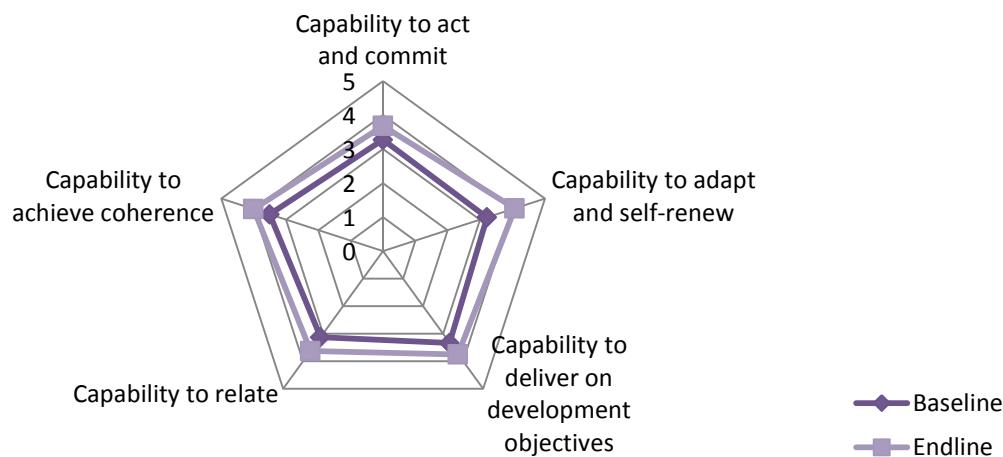 Capability to act
and commit
5
4
3
2
1
0
Capability to adapt
and self-renew
Capability to
deliver on
development
objectives
Capability to relate
Capability to
achieve coherence
Baseline
Endline